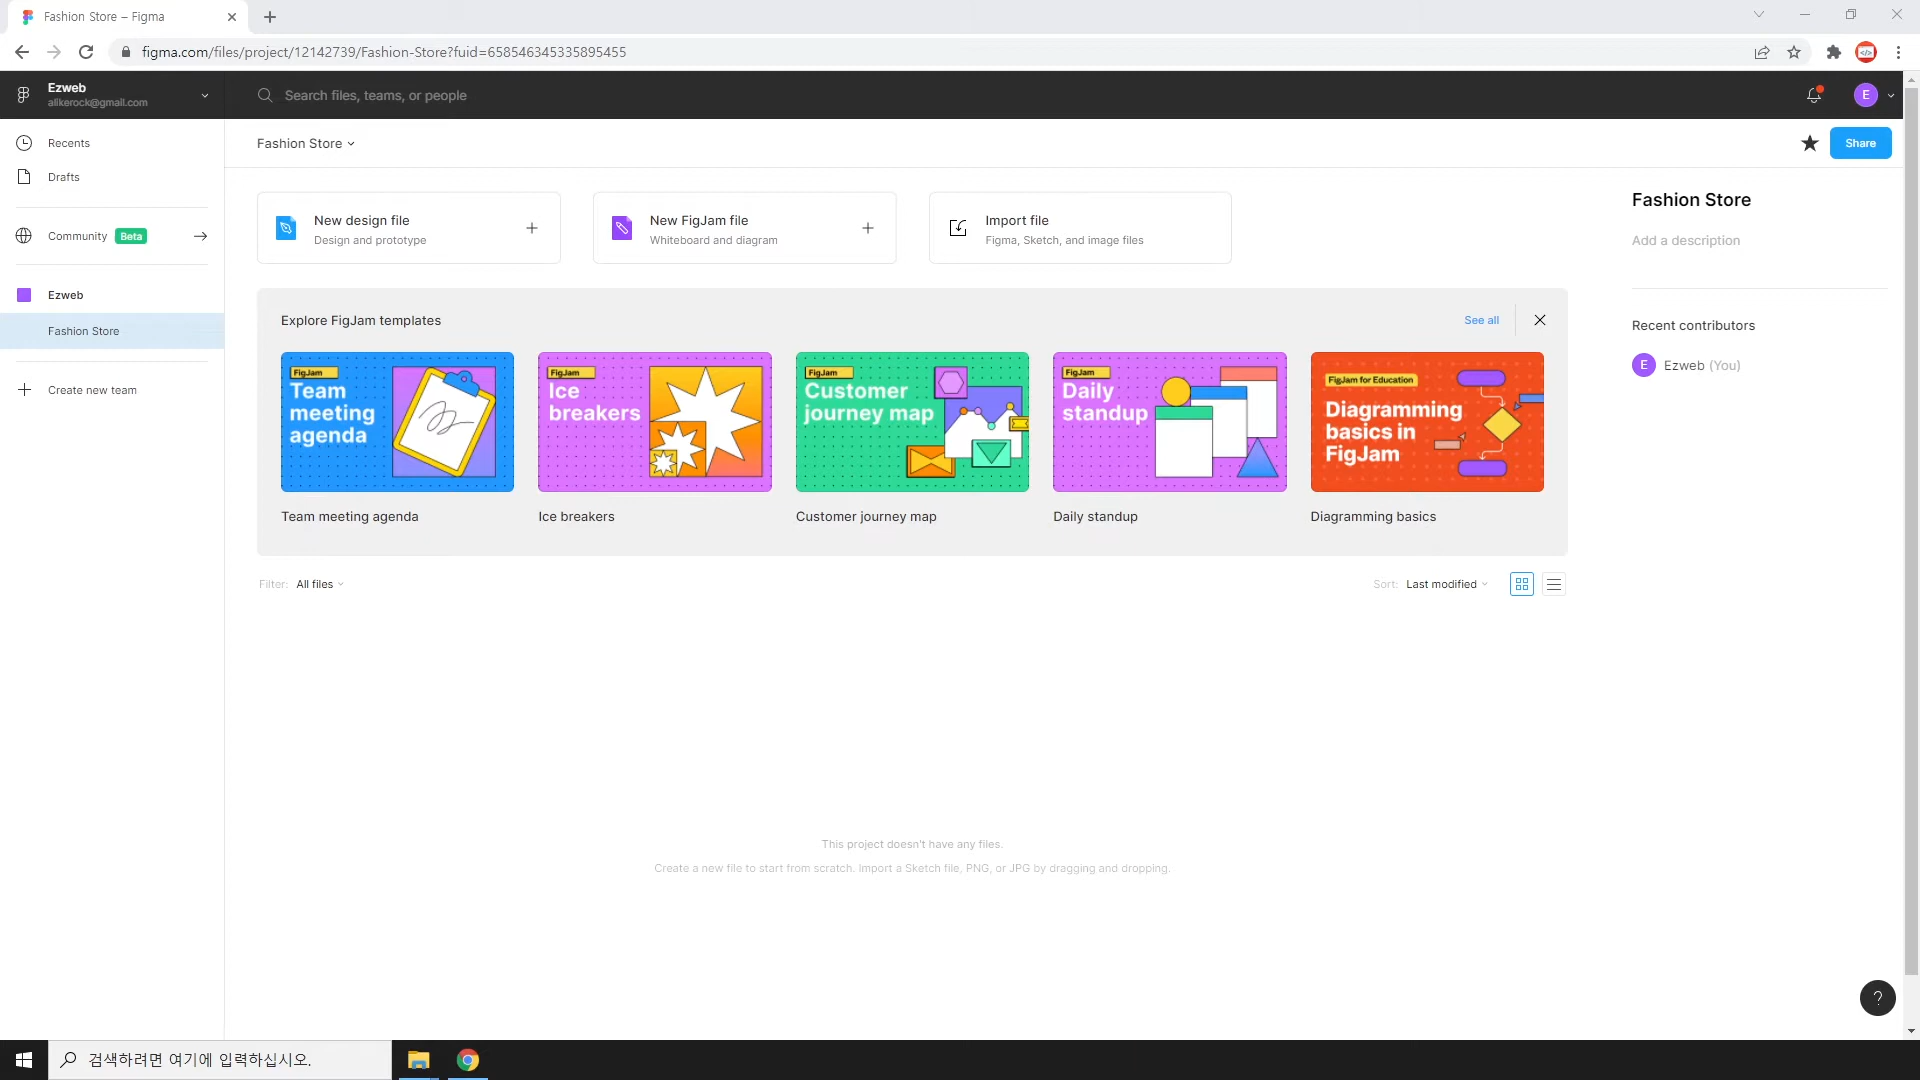 Fashion Store – Figma
figma.com/files/project/12142739/Fashion-Store?fuid=658546345335895455
Ezweb
alikerock@gmail.com
Search files, teams, or people
E
Recents
Drafts
Community Beta
Ezweb
Fashion Store
Create new team
Fashion Store
Share
New design file
Design and prototype
New FigJam file
Whiteboard and diagram
Import file
Figma, Sketch, and image files
Fashion Store
Add a description
Recent contributors
E Ezweb (You)
Explore FigJam templates
See all
FigJam
Team
meeting
agenda
FigJam
Ice
breakers
FigJam
Customer
journey map
FigJam
Daily
standup
FigJam for Education
Diagramming
basics in
FigJam
Team meeting agenda
Ice breakers
Customer journey map
Daily standup
Diagramming basics
Filter: All files
Sort: Last modified
This project doesn't have any files.
Create a new file to start from scratch. Import a Sketch file, PNG, or JPG by dragging and dropping.
?
검색하려면 여기에 입력하십시오.